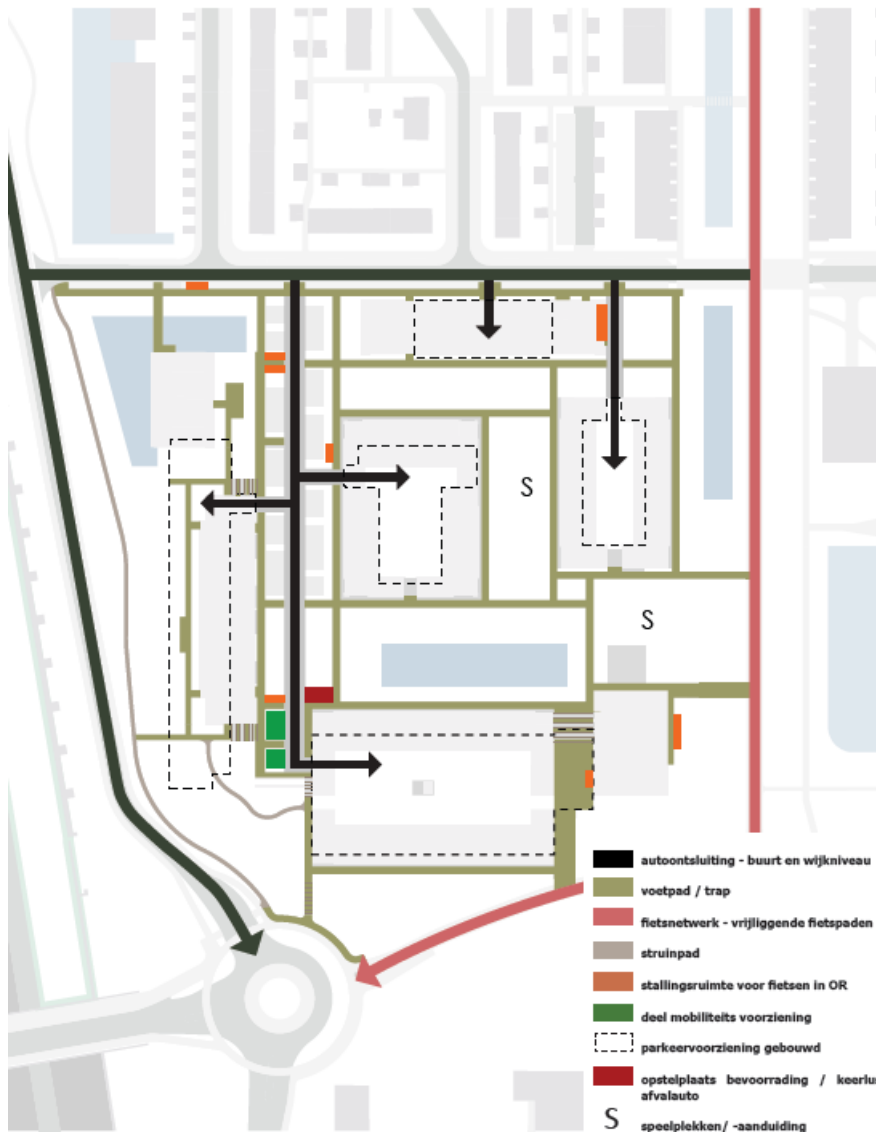 S
S
autoontsluiting - buurt en wijkniveau
voetpad / trap
fietsnetwerk - vrijliggende fietspaden
struinpad
stallingsruimte voor fietsen in OR
deel mobiliteits voorziening
parkeervoorziening gebouwd
opstelplaats bevoorrading / keerlu
afvalauto
S speelplekken/ -aanduiding